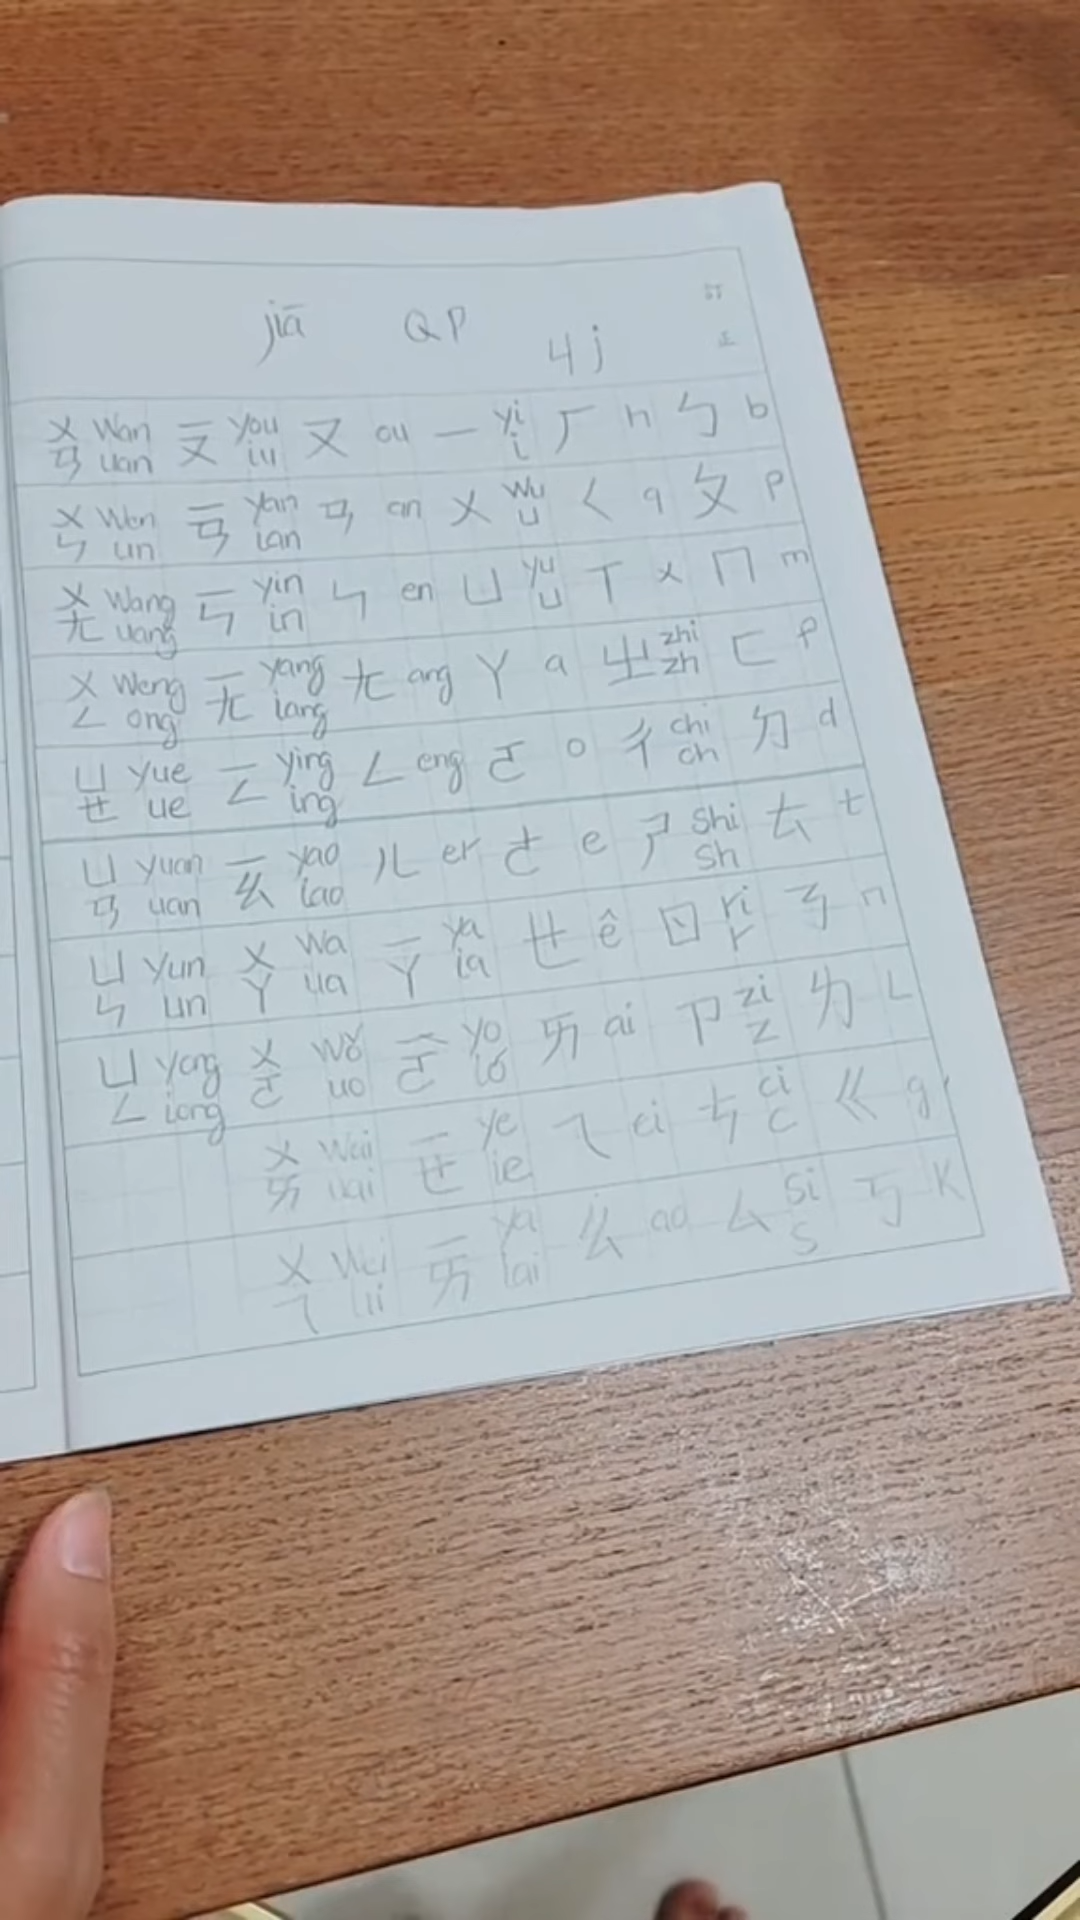 jiā QP ㄐj 訂正
ㄨㄢ wan uan ㄧㄡ you iu ㄡ ou ㄧ yi i ㄏ h ㄅ b
ㄨㄣ wen un ㄧㄢ yan ian ㄢ an ㄨ wu u ㄑ q ㄆ p
ㄨㄤ wang uang ㄧㄣ yin in ㄣ en ㄩ yu u ㄒ x ㄇ m
ㄨㄥ weng ong ㄧㄤ yang iang ㄤ ang ㄚ a ㄓ zhi zh ㄈ f
ㄩㄝ yue ue ㄧㄥ ying ing ㄥ eng ㄛ o ㄔ chi ch ㄉ d
ㄩㄢ yuan uan ㄧㄠ yao iao ㄦ er ㄜ e ㄕ shi sh ㄊ t
ㄩㄣ yun un ㄨㄚ wa ua ㄧㄚ ya ia ㄝ ê ㄖ ri r ㄋ n
ㄩㄥ yong iong ㄨㄛ wo uo ㄧㄛ yo io ㄞ ai ㄗ zi z ㄌ L
ㄨㄞ wai uai ㄧㄝ ye ie ㄟ ei ㄘ ci c ㄍ g
ㄨㄟ wei ㄧㄞ ya iai ㄠ ao ㄙ si s ㄎ k